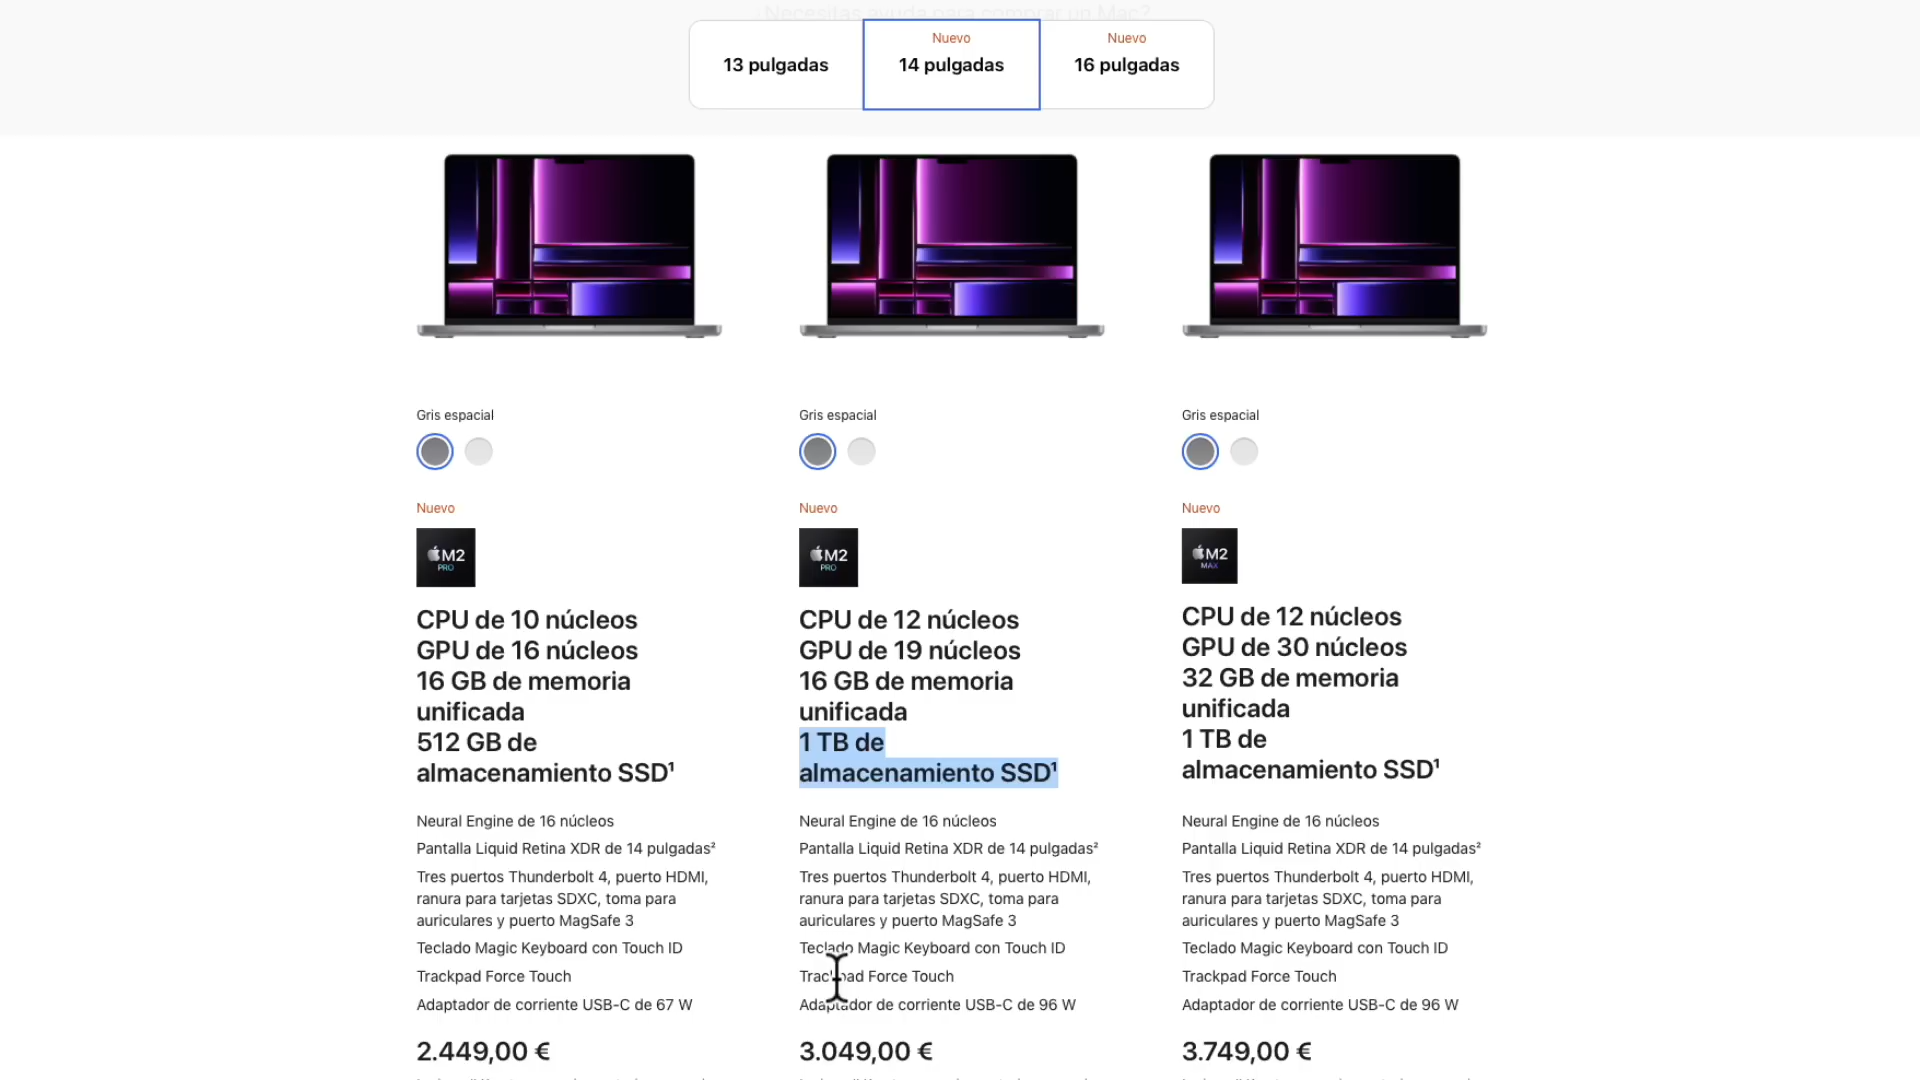 ¿Necesitas ayuda para comprar un Mac?
13 pulgadas
Nuevo
14 pulgadas
Nuevo
16 pulgadas
Gris espacial
Nuevo
M2
PRO
CPU de 10 núcleos
GPU de 16 núcleos
16 GB de memoria
unificada
512 GB de
almacenamiento SSD¹
Neural Engine de 16 núcleos
Pantalla Liquid Retina XDR de 14 pulgadas²
Tres puertos Thunderbolt 4, puerto HDMI,
ranura para tarjetas SDXC, toma para
auriculares y puerto MagSafe 3
Teclado Magic Keyboard con Touch ID
Trackpad Force Touch
Adaptador de corriente USB-C de 67 W
2.449,00 €
Gris espacial
Nuevo
M2
PRO
CPU de 12 núcleos
GPU de 19 núcleos
16 GB de memoria
unificada
1 TB de
almacenamiento SSD¹
Neural Engine de 16 núcleos
Pantalla Liquid Retina XDR de 14 pulgadas²
Tres puertos Thunderbolt 4, puerto HDMI,
ranura para tarjetas SDXC, toma para
auriculares y puerto MagSafe 3
Teclado Magic Keyboard con Touch ID
Trackpad Force Touch
Adaptador de corriente USB-C de 96 W
3.049,00 €
Gris espacial
Nuevo
M2
MAX
CPU de 12 núcleos
GPU de 30 núcleos
32 GB de memoria
unificada
1 TB de
almacenamiento SSD¹
Neural Engine de 16 núcleos
Pantalla Liquid Retina XDR de 14 pulgadas²
Tres puertos Thunderbolt 4, puerto HDMI,
ranura para tarjetas SDXC, toma para
auriculares y puerto MagSafe 3
Teclado Magic Keyboard con Touch ID
Trackpad Force Touch
Adaptador de corriente USB-C de 96 W
3.749,00 €